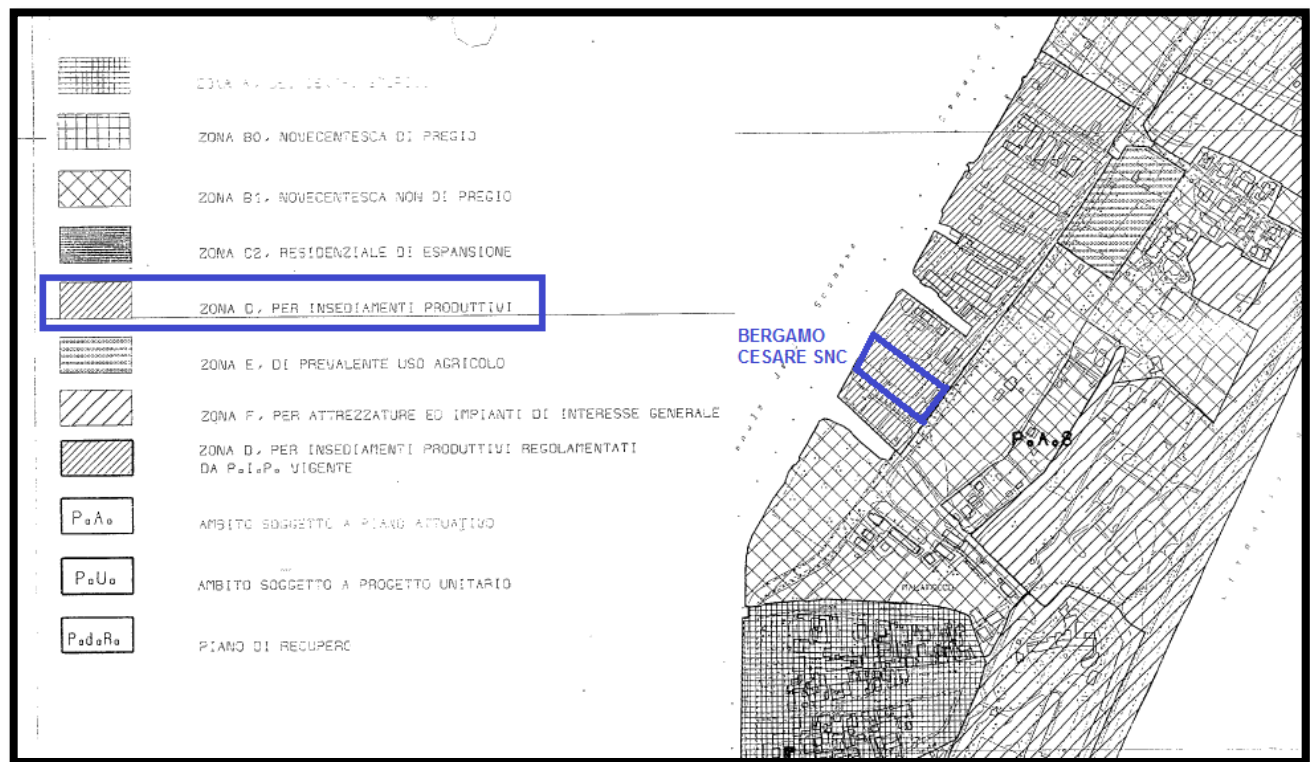 ZONA B0, NOVECENTESCA DI PREGIO
ZONA B1, NOVECENTESCA NON DI PREGIO
ZONA C2, RESIDENZIALE DI ESPANSIONE
ZONA D, PER INSEDIAMENTI PRODUTTIVI
ZONA E, DI PREVALENTE USO AGRICOLO
ZONA F, PER ATTREZZATURE ED IMPIANTI DI INTERESSE GENERALE
ZONA D, PER INSEDIAMENTI PRODUTTIVI REGOLAMENTATI
DA P.I.P. VIGENTE
P.A.
AMBITO SOGGETTO A PIANO ATTUATIVO
P.U.
AMBITO SOGGETTO A PROGETTO UNITARIO
P.d.R.
PIANO DI RECUPERO
BERGAMO
CESARE SNC
P.A.8
MALAMOCCO